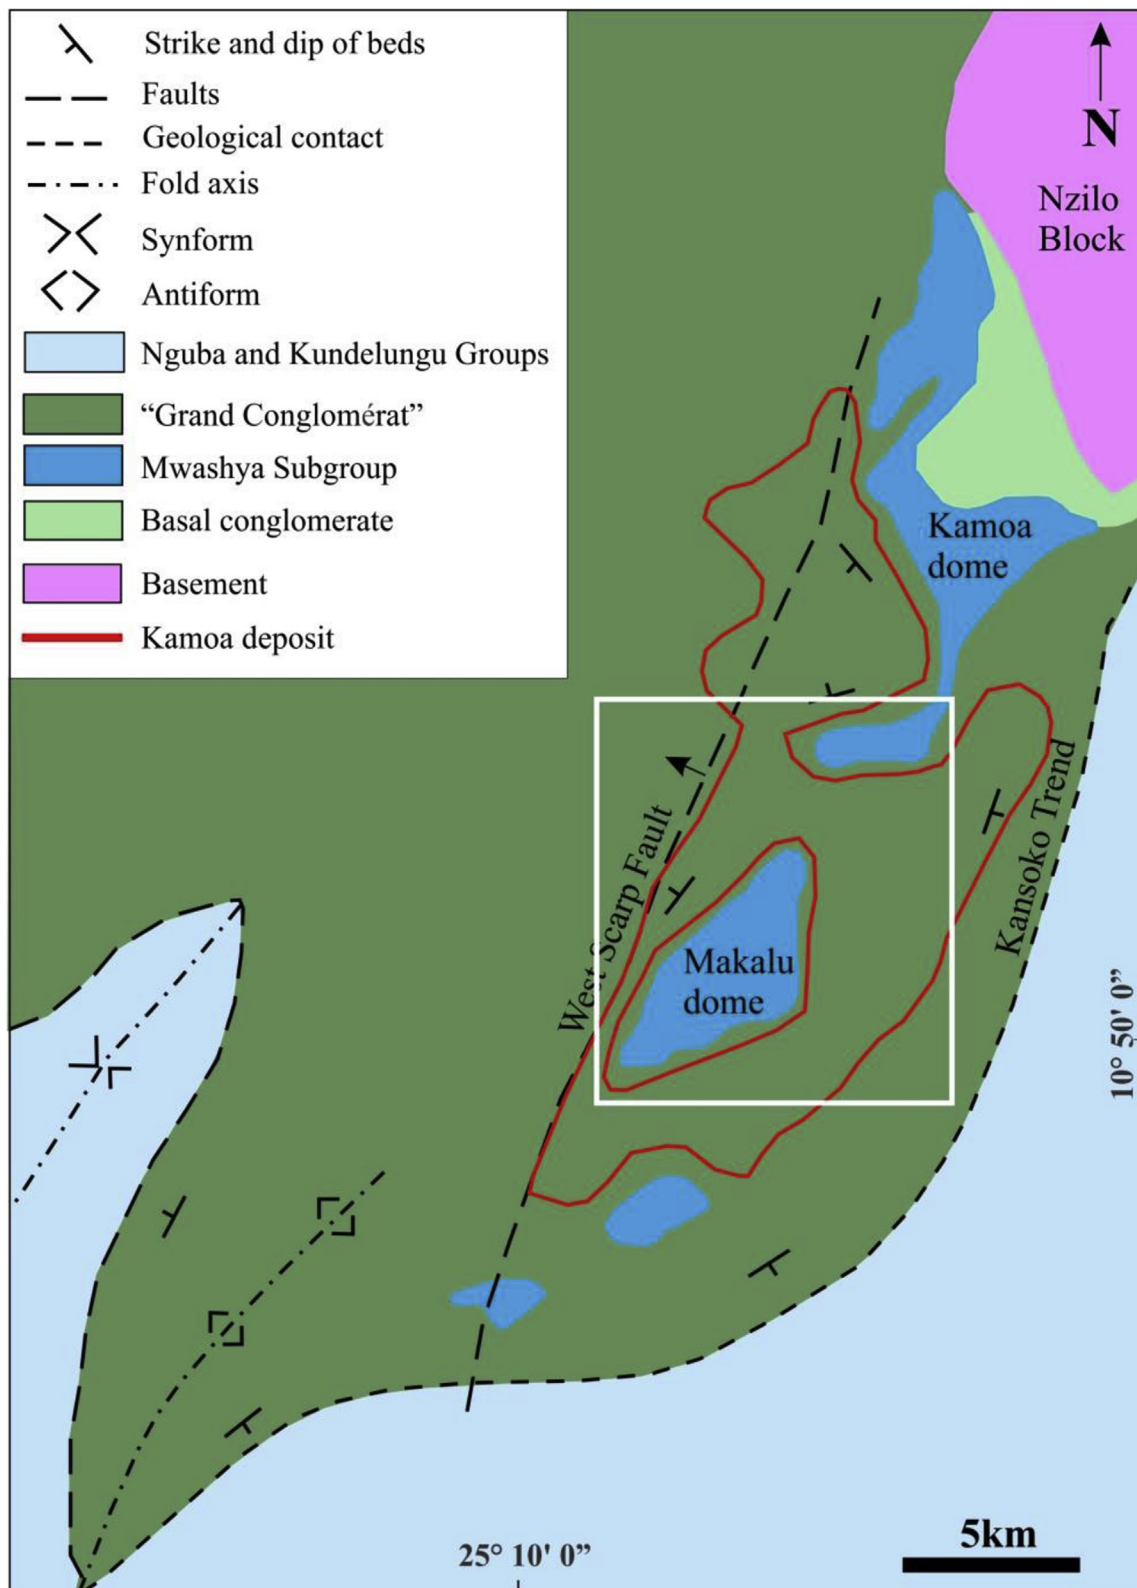 Strike and dip of beds
Faults
Geological contact
Fold axis
Synform
Antiform
Nguba and Kundelungu Groups
“Grand Conglomérat”
Mwashya Subgroup
Basal conglomerate
Basement
Kamoa deposit
N
Nzilo
Block
Kamoa
dome
Kansoko Trend
West Scarp Fault
Makalu
dome
10° 50' 0”
25° 10' 0”
5km